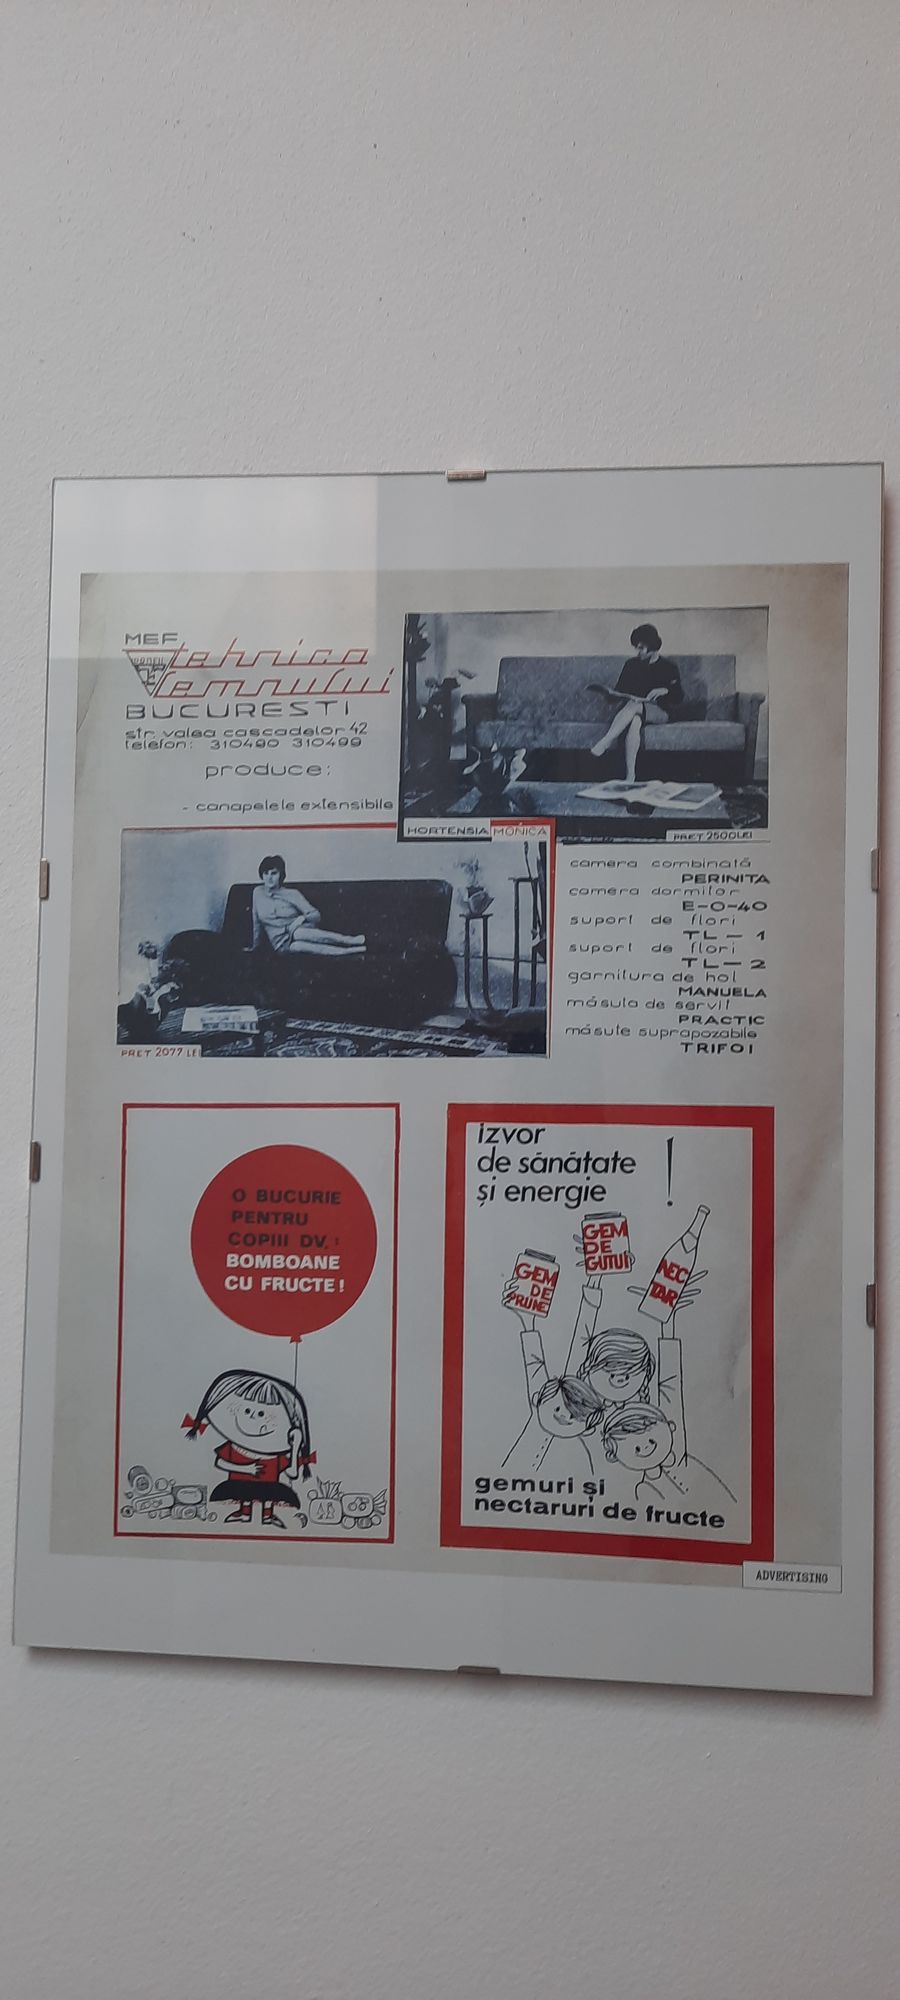 MEF
tehnica
lemnului
BUCURESTI
str. valea cascadelor 42
telefon: 310490 310499
produce:
- canapelele extensibile
HORTENSIA MONICA
PRET 2500 LEI
PRET 2077 LEI
camera combinată
PERINITA
camera dormitor
E-0-40
suport de flori
TL-1
suport de flori
TL-2
garnitura de hol
MANUELA
măsuta de servit
PRACTIC
măsute suprapozabile
TRIFOI
O BUCURIE
PENTRU
COPIII DV.:
BOMBOANE
CU FRUCTE!
izvor
de sănătate
și energie !
GEM
DE
PRUNE
GEM
DE
GUTUI
NEC
TAR
gemuri și
nectaruri de fructe
ADVERTISING